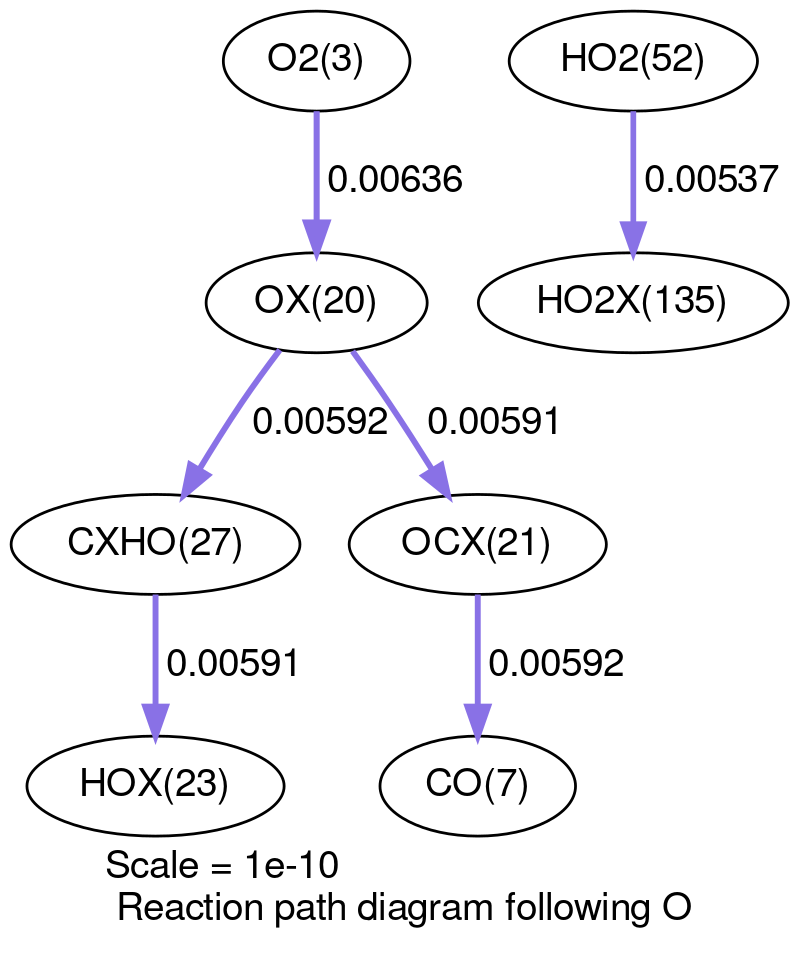 O2(3)
HO2(52)
0.00636
0.00537
OX(20)
HO2X(135)
0.00592
0.00591
CXHO(27)
OCX(21)
0.00591
0.00592
HOX(23)
CO(7)
Scale = 1e-10
Reaction path diagram following O